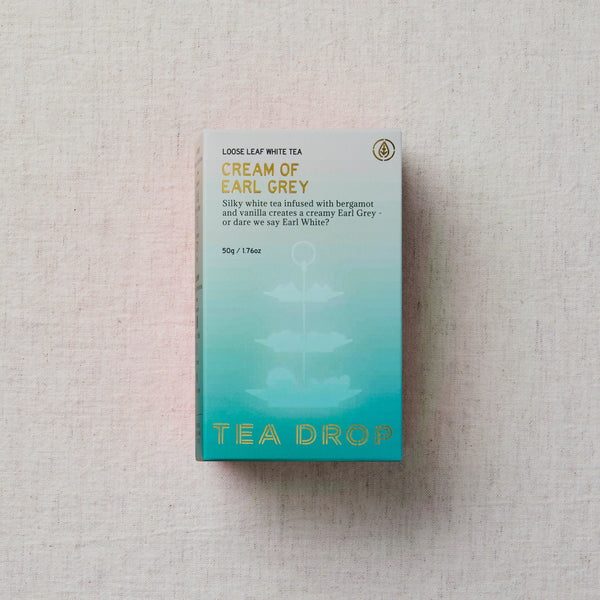 LOOSE LEAF WHITE TEA
CREAM OF
EARL GREY
Silky white tea infused with bergamot
and vanilla creates a creamy Earl Grey -
or dare we say Earl White?
50g / 1.76oz
TEA DROP